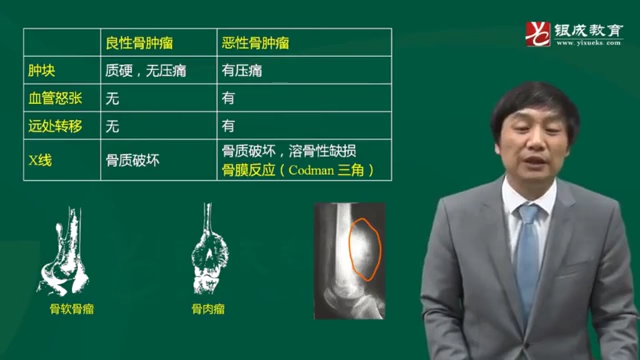 银成教育
www.yixueks.com
良性骨肿瘤 恶性骨肿瘤
肿块 质硬，无压痛 有压痛
血管怒张 无 有
远处转移 无 有
X线 骨质破坏 骨质破坏，溶骨性缺损
骨膜反应（Codman 三角）
骨软骨瘤 骨肉瘤